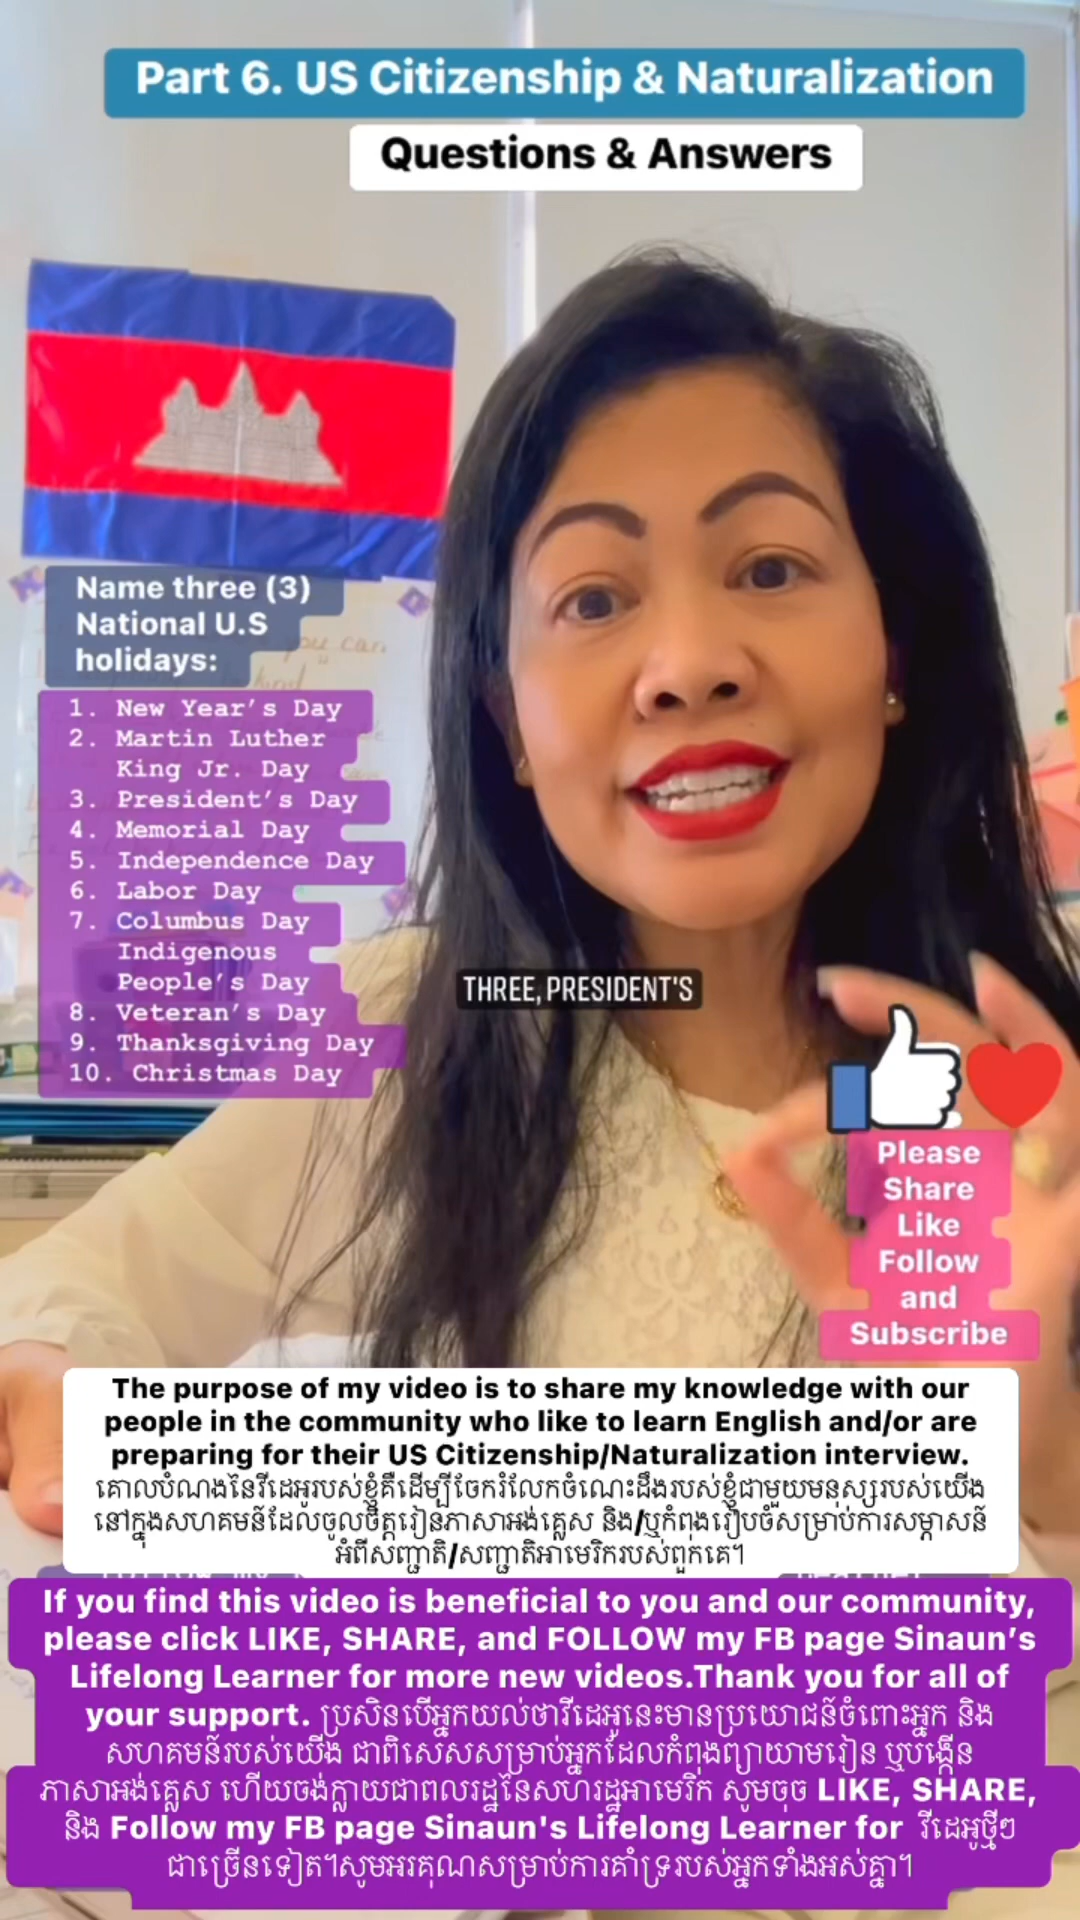 Part 6. US Citizenship & Naturalization
Questions & Answers
Name three (3)
National U.S
holidays:
you can
1. New Year's Day
2. Martin Luther
King Jr. Day
3. President's Day
4. Memorial Day
5. Independence Day
6. Labor Day
7. Columbus Day
Indigenous
People's Day
8. Veteran's Day
9. Thanksgiving Day
10. Christmas Day
THREE, PRESIDENT'S
Please
Share
Like
Follow
and
Subscribe
The purpose of my video is to share my knowledge with our
people in the community who like to learn English and/or are
preparing for their US Citizenship/Naturalization interview.
គោលបំណងនៃវីដេអូរបស់ខ្ញុំគឺដើម្បីចែករំលែកចំណេះដឹងរបស់ខ្ញុំជាមួយមនុស្សរបស់យើង
នៅក្នុងសហគមន៍ដែលចូលចិត្តរៀនភាសាអង់គ្លេស និង/ឬកំពុងរៀបចំសម្រាប់ការសម្ភាសន៍
អំពីសញ្ជាតិ/សញ្ជាតិអាមេរិករបស់ពួកគេ។
If you find this video is beneficial to you and our community,
please click LIKE, SHARE, and FOLLOW my FB page Sinaun's
Lifelong Learner for more new videos.Thank you for all of
your support. ប្រសិនបើអ្នកយល់ថាវីដេអូនេះមានប្រយោជន៍ចំពោះអ្នក និង
សហគមន៍របស់យើង ជាពិសេសសម្រាប់អ្នកដែលកំពុងព្យាយាមរៀន ឬបង្កើន
ភាសាអង់គ្លេស ហើយចង់ក្លាយជាពលរដ្ឋនៃសហរដ្ឋអាមេរិក សូមចុច LIKE, SHARE,
និង Follow my FB page Sinaun's Lifelong Learner for វីដេអូថ្មីៗ
ជាច្រើនទៀត។សូមអរគុណសម្រាប់ការគាំទ្ររបស់អ្នកទាំងអស់គ្នា។